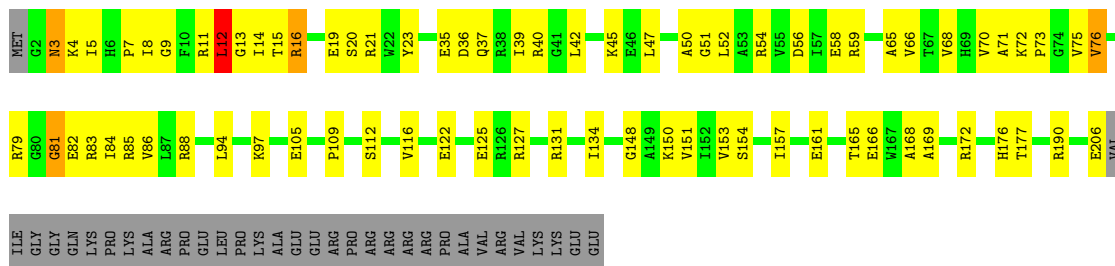 MET G2 N3 K4 I5 H6 P7 I8 G9 F10 R11 L12 G13 I14 T15 R16 E19 S20 R21 W22 Y23 E35 D36 Q37 R38 I39 R40 G41 L42 K45 E46 L47 A50 G51 L52 A53 R54 V55 D56 I57 E58 R59 A65 V66 T67 V68 H69 V70 A71 K72 P73 G74 V75 V76
R79 G80 G81 E82 R83 I84 R85 V86 L87 R88 L94 K97 E105 P109 S112 V116 E122 E125 R126 R127 R131 I134 G148 A149 K150 V151 I152 V153 S154 I157 E161 T165 E166 W167 A168 A169 R172 H176 T177 R190 E206 VAL
ILE GLY GLY GLN LYS PRO LYS ALA ARG PRO GLU LEU PRO LYS ALA GLU GLU ARG PRO ARG ARG ARG ARG PRO ALA VAL ARG VAL LYS LYS GLU GLU